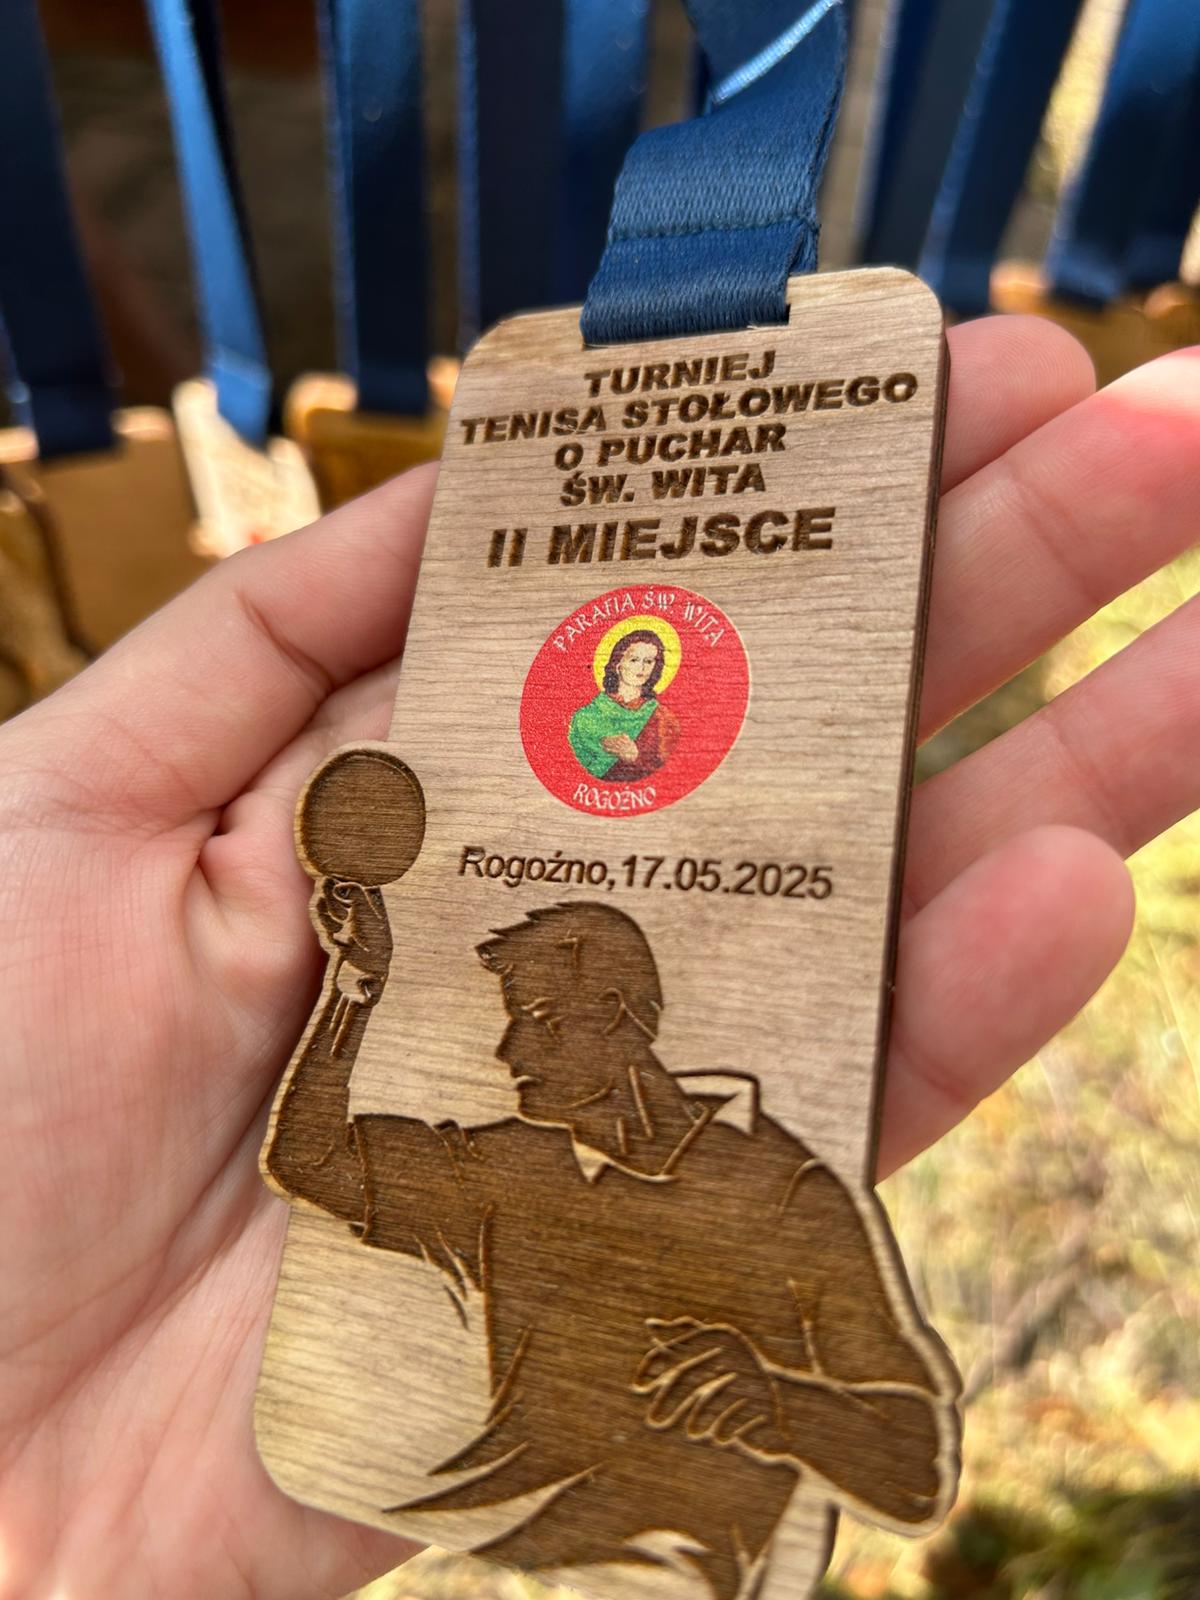 TURNIEJ
TENISA STOŁOWEGO
O PUCHAR
ŚW. WITA
II MIEJSCE
PARAFIA ŚW. WITA
ROGOŹNO
Rogoźno,17.05.2025